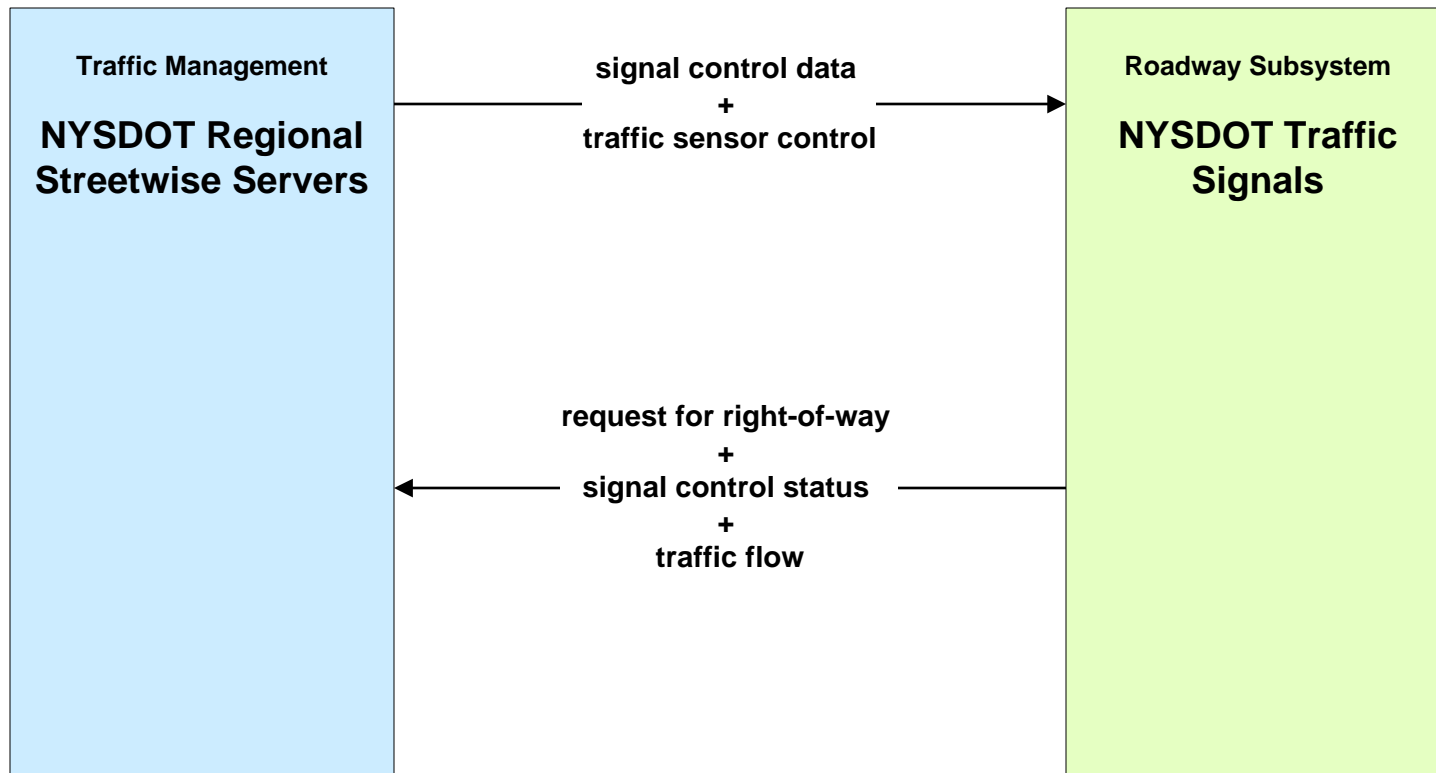 Traffic Management
NYSDOT Regional
Streetwise Servers
signal control data
+
traffic sensor control
Roadway Subsystem
NYSDOT Traffic
Signals
request for right-of-way
+
signal control status
+
traffic flow